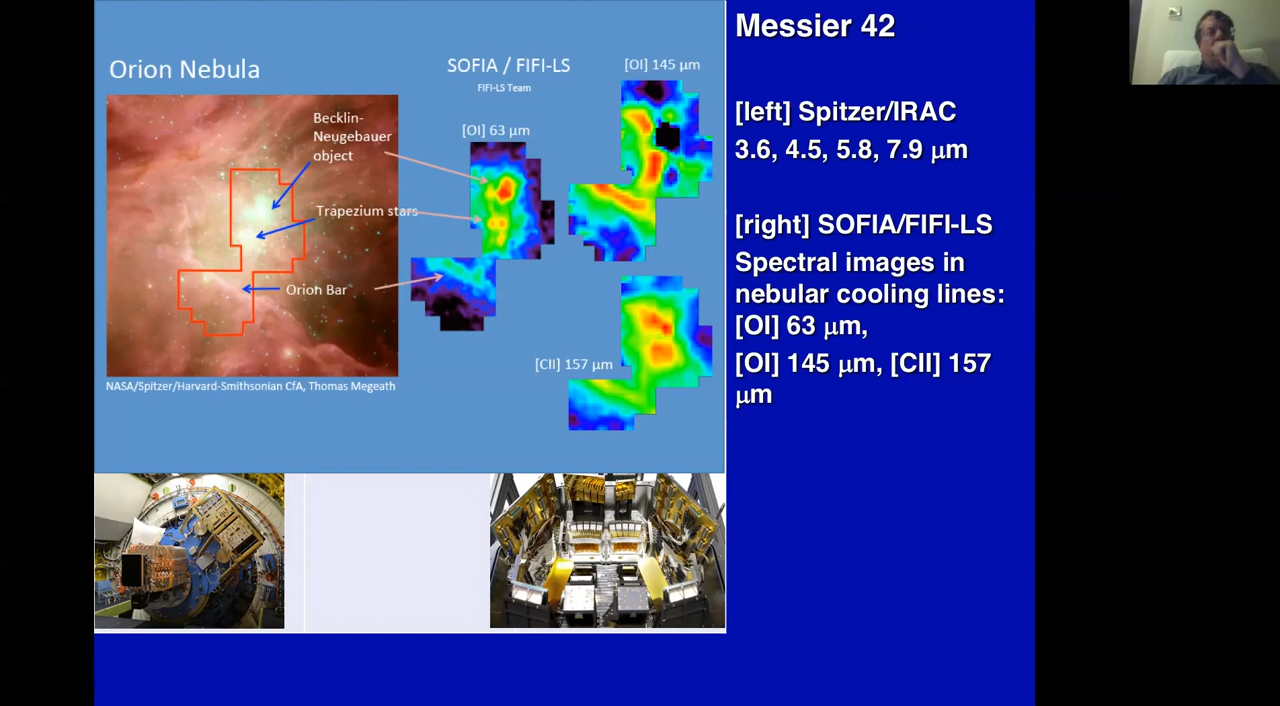 Orion Nebula
SOFIA / FIFI-LS
FIFI-LS Team
[OI] 145 μm
[OI] 63 μm
Becklin-
Neugebauer
object
Trapezium stars
Orion Bar
[CII] 157 μm
NASA/Spitzer/Harvard-Smithsonian CfA, Thomas Megeath
Messier 42
[left] Spitzer/IRAC
3.6, 4.5, 5.8, 7.9 μm
[right] SOFIA/FIFI-LS
Spectral images in
nebular cooling lines:
[OI] 63 μm,
[OI] 145 μm, [CII] 157
μm